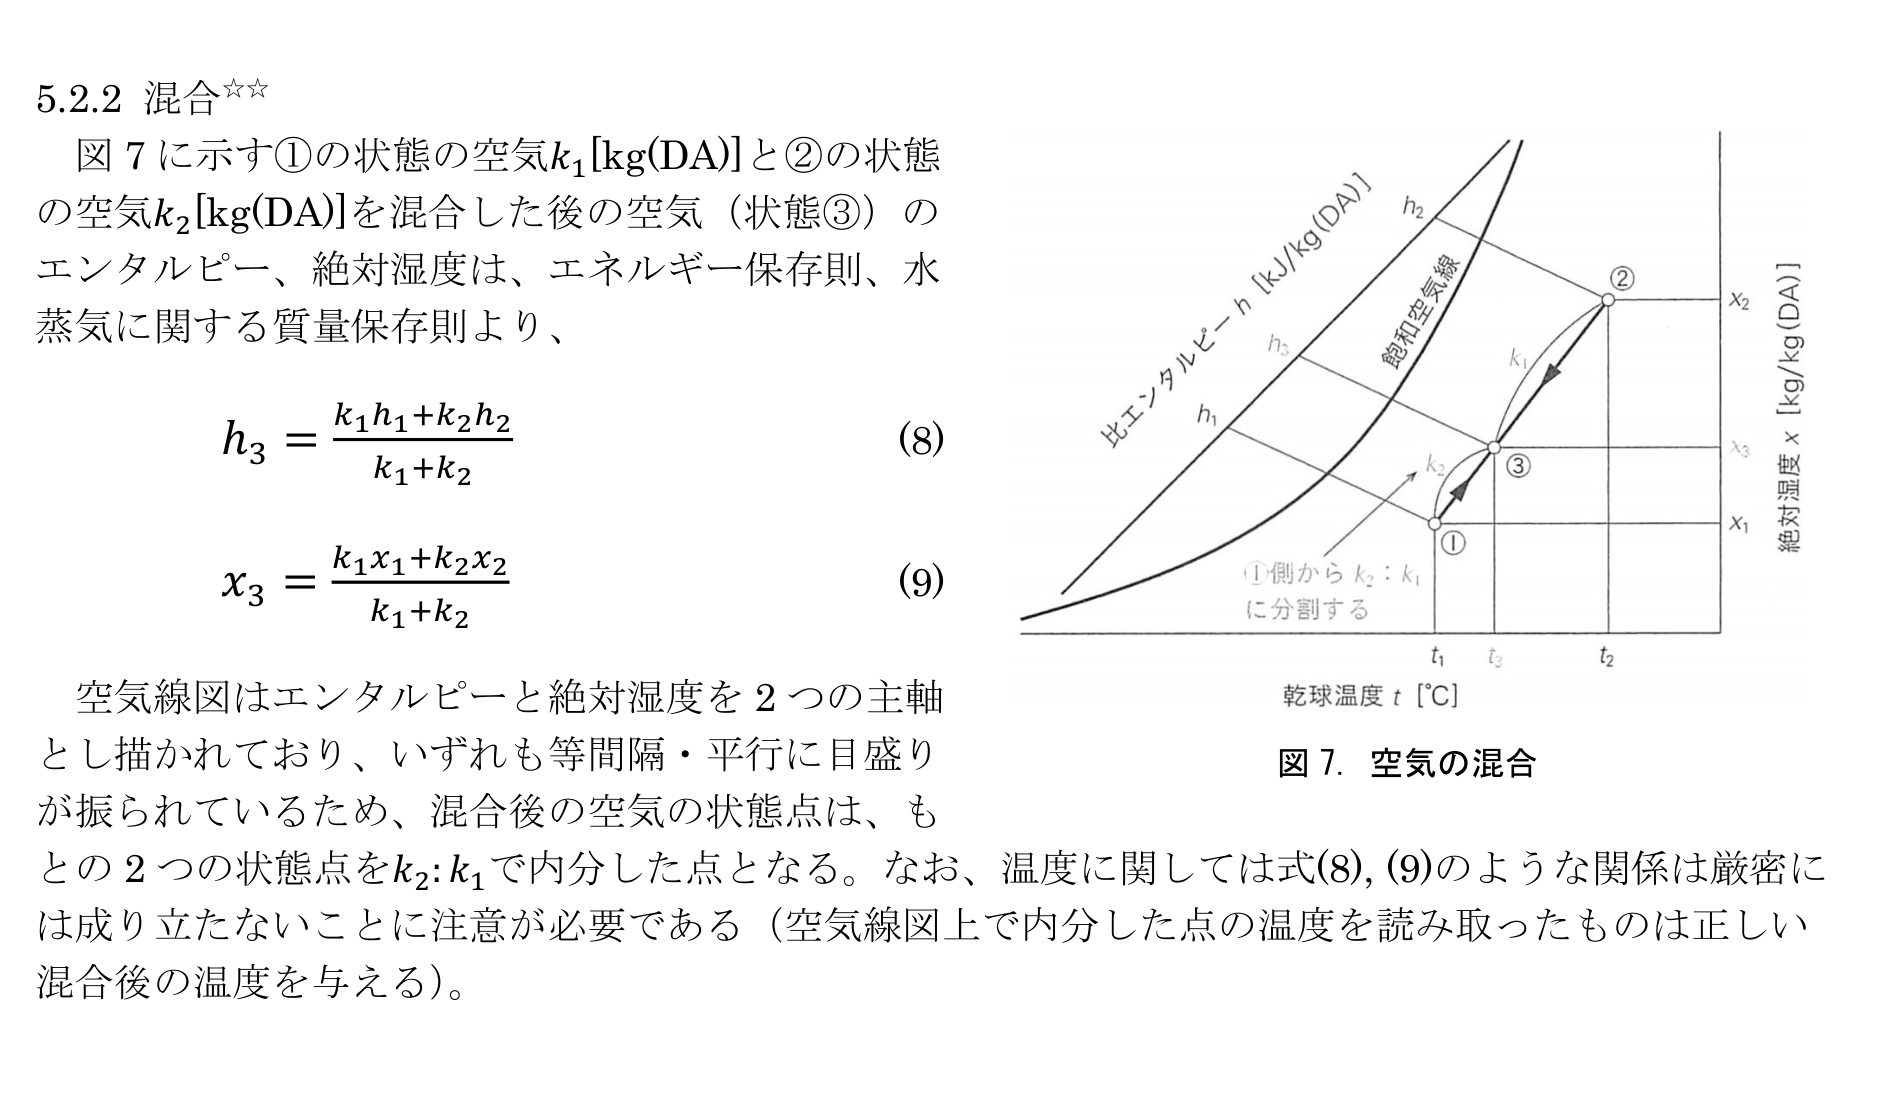 5.2.2 混合☆☆
図 7 に示す①の状態の空気k₁[kg(DA)]と②の状態
の空気k₂[kg(DA)]を混合した後の空気（状態③）の
エンタルピー、絶対湿度は、エネルギー保存則、水
蒸気に関する質量保存則より、
h₃ = (k₁h₁+k₂h₂)/(k₁+k₂) (8)
x₃ = (k₁x₁+k₂x₂)/(k₁+k₂) (9)
空気線図はエンタルピーと絶対湿度を 2 つの主軸
とし描かれており、いずれも等間隔・平行に目盛り
が振られているため、混合後の空気の状態点は、も
との 2 つの状態点をk₂: k₁で内分した点となる。なお、温度に関しては式(8), (9)のような関係は厳密に
は成り立たないことに注意が必要である（空気線図上で内分した点の温度を読み取ったものは正しい
混合後の温度を与える）。
比エンタルピー h [kJ/kg(DA)]
飽和空気線
h₂
h₃
h₁
②
k₁
③
k₂
①
①側から k₂：k₁
に分割する
x₂
x₃
x₁
絶対湿度 x [kg/kg(DA)]
t₁ t₃ t₂
乾球温度 t [℃]
図 7. 空気の混合